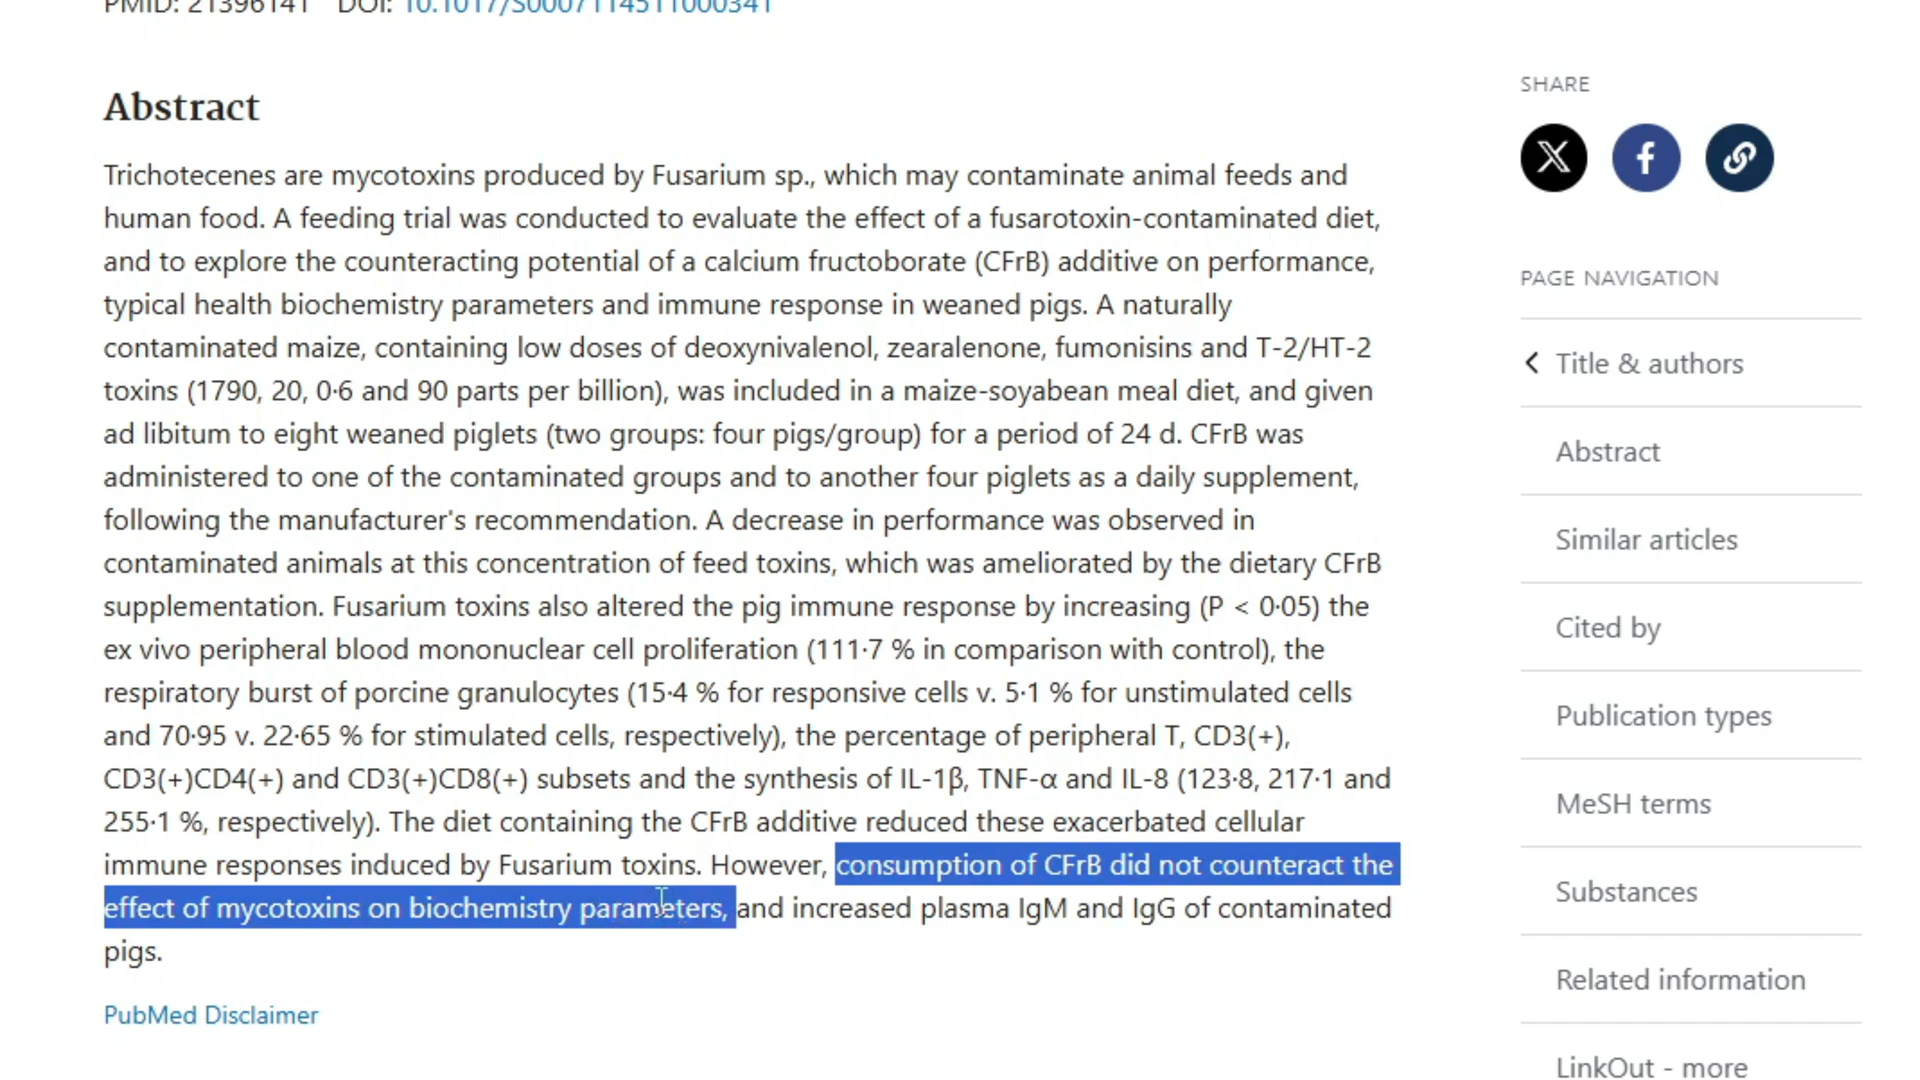 PMID: 21396141 DOI: 10.1017/S0007114511000341
Abstract
Trichotecenes are mycotoxins produced by Fusarium sp., which may contaminate animal feeds and
human food. A feeding trial was conducted to evaluate the effect of a fusarotoxin-contaminated diet,
and to explore the counteracting potential of a calcium fructoborate (CFrB) additive on performance,
typical health biochemistry parameters and immune response in weaned pigs. A naturally
contaminated maize, containing low doses of deoxynivalenol, zearalenone, fumonisins and T-2/HT-2
toxins (1790, 20, 0·6 and 90 parts per billion), was included in a maize-soyabean meal diet, and given
ad libitum to eight weaned piglets (two groups: four pigs/group) for a period of 24 d. CFrB was
administered to one of the contaminated groups and to another four piglets as a daily supplement,
following the manufacturer's recommendation. A decrease in performance was observed in
contaminated animals at this concentration of feed toxins, which was ameliorated by the dietary CFrB
supplementation. Fusarium toxins also altered the pig immune response by increasing (P < 0·05) the
ex vivo peripheral blood mononuclear cell proliferation (111·7 % in comparison with control), the
respiratory burst of porcine granulocytes (15·4 % for responsive cells v. 5·1 % for unstimulated cells
and 70·95 v. 22·65 % for stimulated cells, respectively), the percentage of peripheral T, CD3(+),
CD3(+)CD4(+) and CD3(+)CD8(+) subsets and the synthesis of IL-1β, TNF-α and IL-8 (123·8, 217·1 and
255·1 %, respectively). The diet containing the CFrB additive reduced these exacerbated cellular
immune responses induced by Fusarium toxins. However, consumption of CFrB did not counteract the
effect of mycotoxins on biochemistry parameters, and increased plasma IgM and IgG of contaminated
pigs.
PubMed Disclaimer
SHARE
PAGE NAVIGATION
Title & authors
Abstract
Similar articles
Cited by
Publication types
MeSH terms
Substances
Related information
LinkOut - more